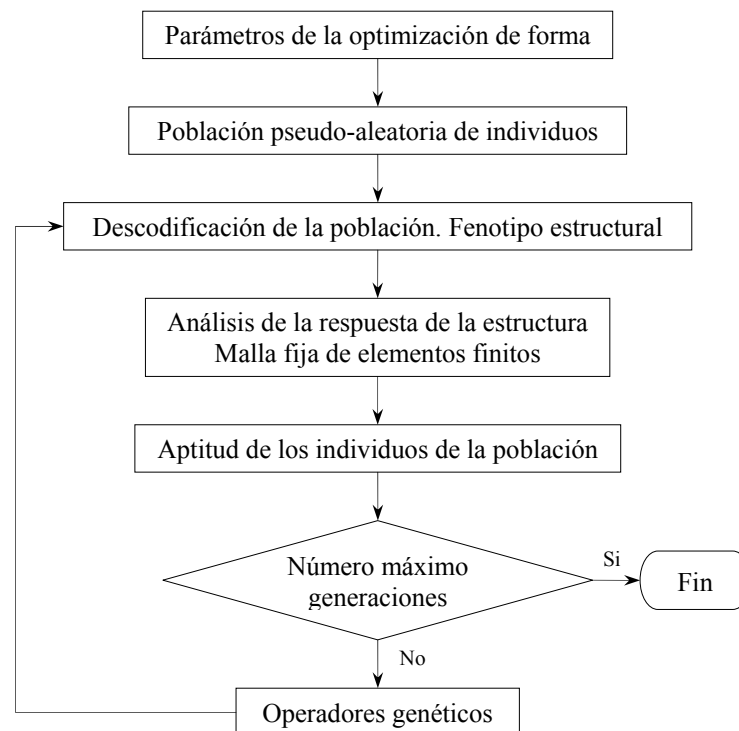 Parámetros de la optimización de forma
Población pseudo-aleatoria de individuos
Descodificación de la población. Fenotipo estructural
Análisis de la respuesta de la estructura
Malla fija de elementos finitos
Aptitud de los individuos de la población
Número máximo
generaciones
Si
Fin
No
Operadores genéticos